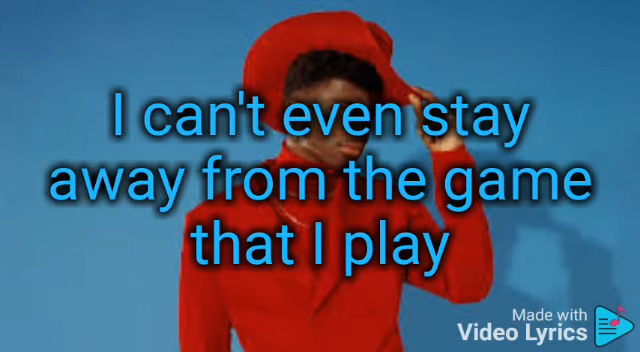 I can't even stay
away from the game
that I play
Made with
Video Lyrics